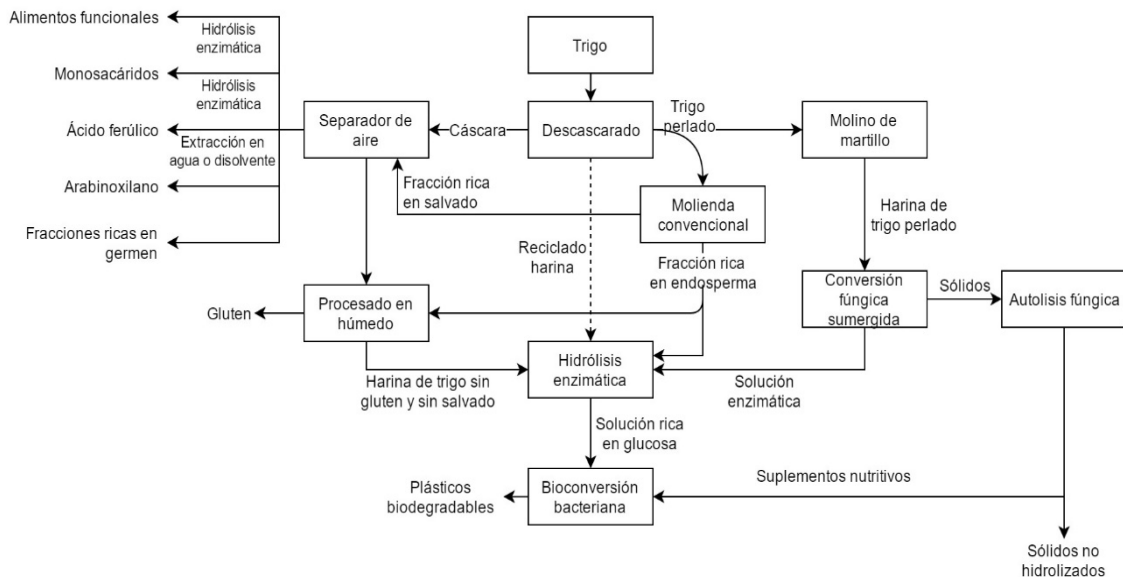 Alimentos funcionales
Hidrólisis
enzimática
Monosacáridos
Hidrólisis
enzimática
Ácido ferúlico
Extracción en
agua o disolvente
Arabinoxilano
Fracciones ricas en
germen
Trigo
Separador de
aire
Cáscara
Descascarado
Trigo
perlado
Molino de
martillo
Fracción rica
en salvado
Molienda
convencional
Harina de
trigo perlado
Reciclado
harina
Fracción rica
en endosperma
Gluten
Procesado en
húmedo
Conversión
fúngica
sumergida
Sólidos
Autolisis fúngica
Harina de trigo sin
gluten y sin salvado
Hidrólisis
enzimática
Solución
enzimática
Solución rica
en glucosa
Plásticos
biodegradables
Bioconversión
bacteriana
Suplementos nutritivos
Sólidos no
hidrolizados